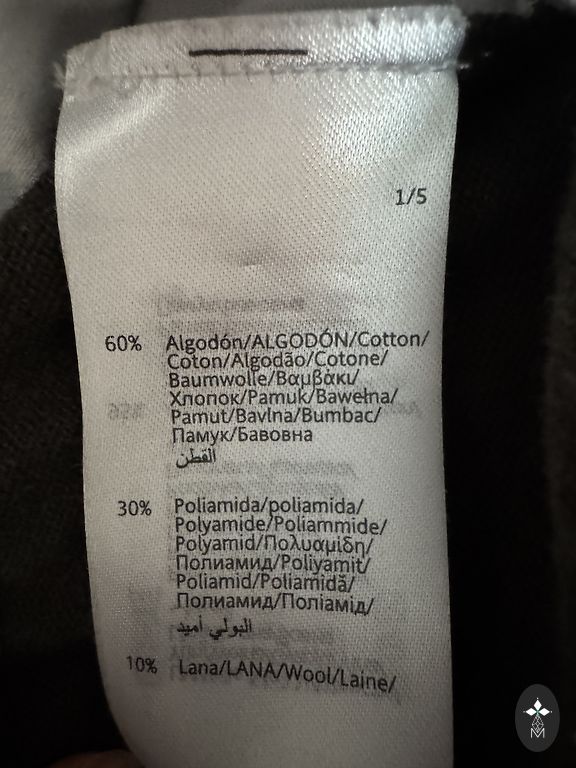 1/5
60% Algodón/ALGODÓN/Cotton/
Coton/Algodão/Cotone/
Baumwolle/Βαμβάκι/
Хлопок/Pamuk/Bawełna/
Pamut/Bavlna/Bumbac/
Памук/Бавовна
القطن
30% Poliamida/poliamida/
Polyamide/Poliammide/
Polyamid/Πολυαμίδη/
Полиамид/Poliyamit/
Poliamid/Poliamidă/
Полиамид/Поліамід/
البولي أميد
10% Lana/LANA/Wool/Laine/
M